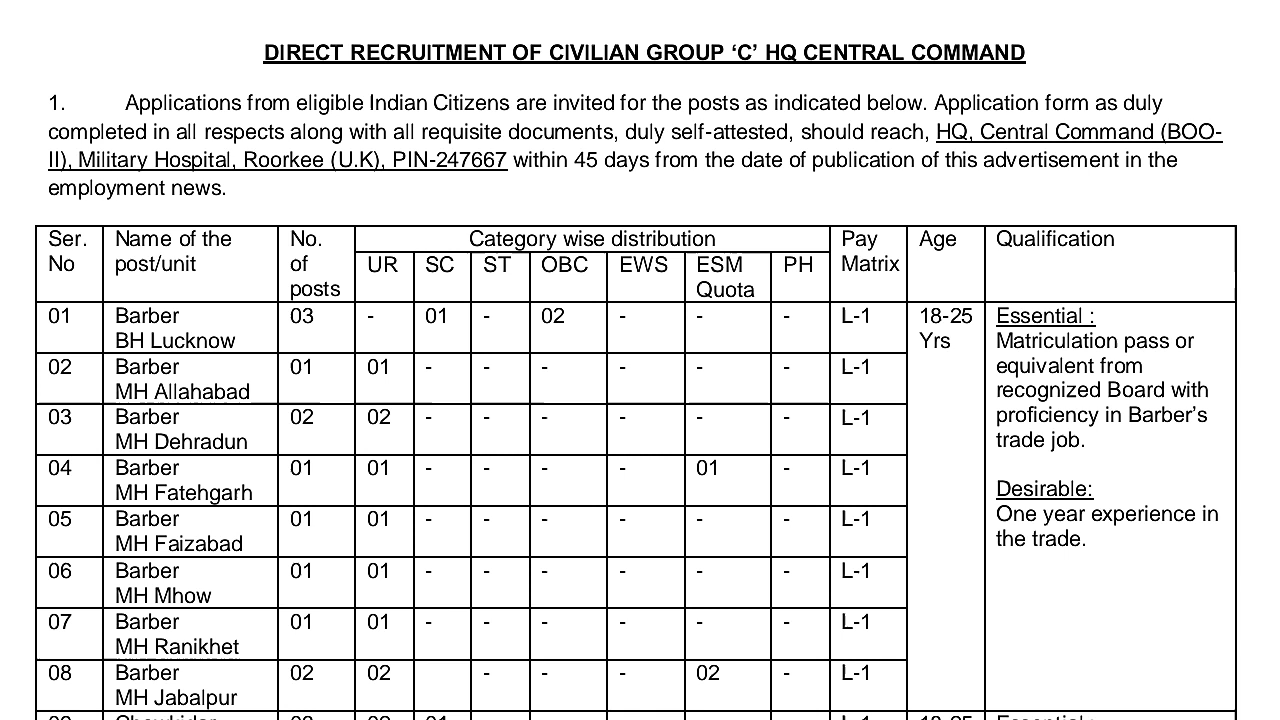 DIRECT RECRUITMENT OF CIVILIAN GROUP ‘C’ HQ CENTRAL COMMAND
1. Applications from eligible Indian Citizens are invited for the posts as indicated below. Application form as duly
completed in all respects along with all requisite documents, duly self-attested, should reach, HQ, Central Command (BOO-
II), Military Hospital, Roorkee (U.K), PIN-247667 within 45 days from the date of publication of this advertisement in the
employment news.
Ser. No | Name of the post/unit | No. of posts | Category wise distribution | Pay Matrix | Age | Qualification
UR | SC | ST | OBC | EWS | ESM Quota | PH
01 | Barber BH Lucknow | 03 | - | 01 | - | 02 | - | - | - | L-1 | 18-25 Yrs | Essential : Matriculation pass or equivalent from recognized Board with proficiency in Barber’s trade job. Desirable: One year experience in the trade.
02 | Barber MH Allahabad | 01 | 01 | - | - | - | - | - | - | L-1
03 | Barber MH Dehradun | 02 | 02 | - | - | - | - | - | - | L-1
04 | Barber MH Fatehgarh | 01 | 01 | - | - | - | - | 01 | - | L-1
05 | Barber MH Faizabad | 01 | 01 | - | - | - | - | - | - | L-1
06 | Barber MH Mhow | 01 | 01 | - | - | - | - | - | - | L-1
07 | Barber MH Ranikhet | 01 | 01 | - | - | - | - | - | - | L-1
08 | Barber MH Jabalpur | 02 | 02 | | - | - | - | 02 | - | L-1